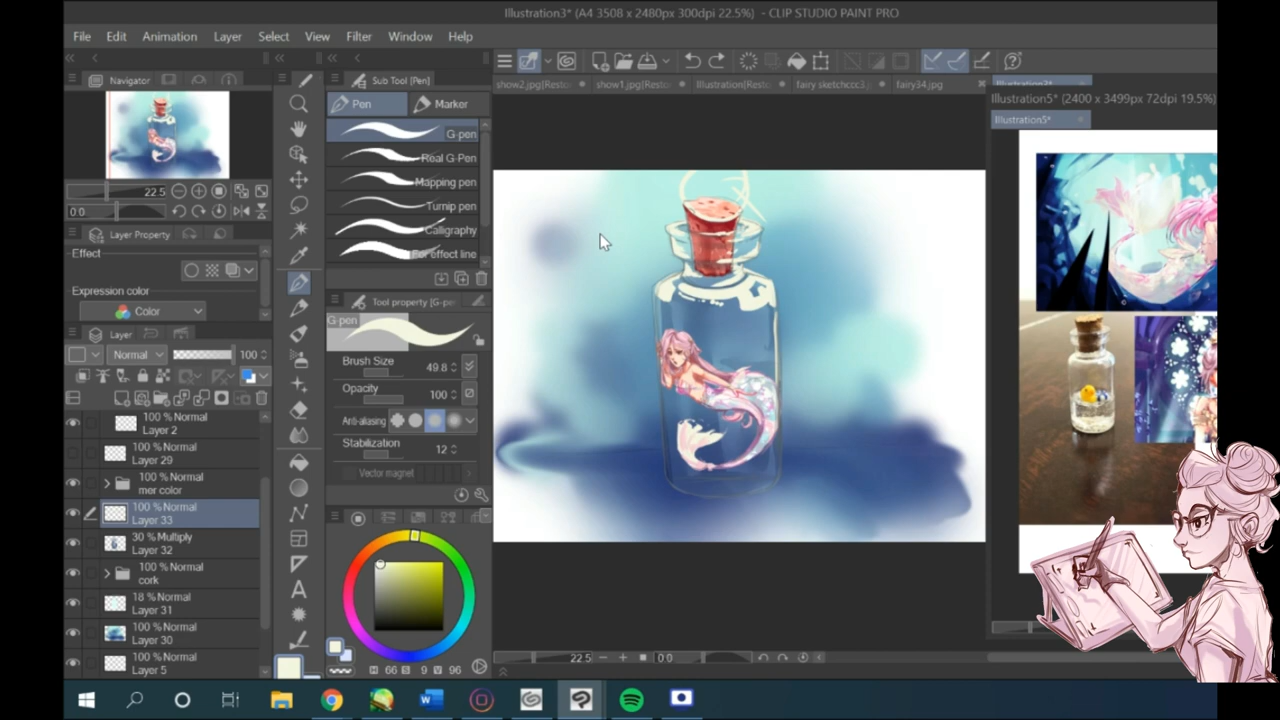 Illustration3* (A4 3508 x 2480px 300dpi 22.5%) - CLIP STUDIO PAINT PRO
File Edit Animation Layer Select View Filter Window Help
Navigator
Sub Tool [Pen]
show2.jpg[Resto
show1.jpg[Resto
Illustration[Resto
fairy sketchccc3.j
fairy34.jpg
Illustration3*
Illustration5* (2400 x 3499px 72dpi 19.5%)
Illustration5*
Pen
Marker
G-pen
Real G-Pen
Mapping pen
Turnip pen
Calligraphy
For effect line
22.5
0.0
Layer Property
Effect
Expression color
Color
Tool property [G-pe
G-pen
Brush Size 49.8
Opacity 100
Anti-aliasing
Stabilization 12
Vector magnet
Layer
Normal 100
100 % Normal
Layer 2
100 % Normal
Layer 29
100 % Normal
mer color
100 % Normal
Layer 33
30 % Multiply
Layer 32
100 % Normal
cork
18 % Normal
Layer 31
100 % Normal
Layer 30
100 % Normal
Layer 5
H 66 S 9 V 96
22.5
0.0